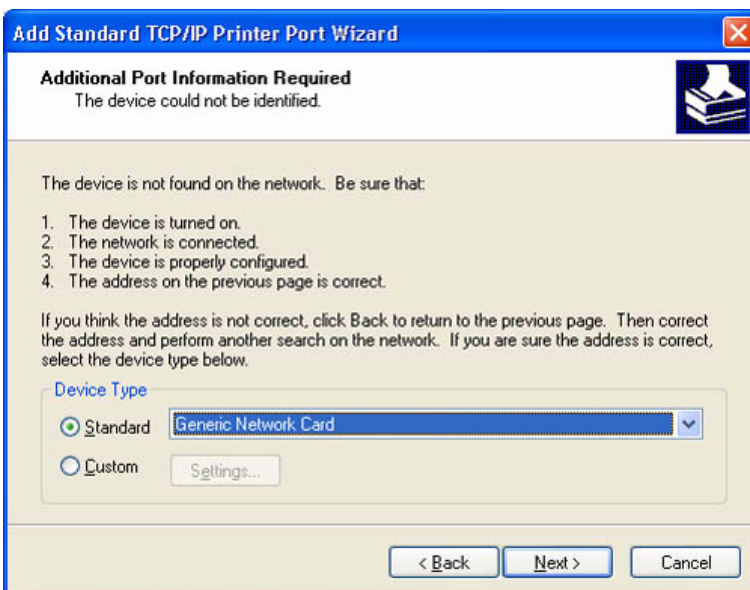 Add Standard TCP/IP Printer Port Wizard
Additional Port Information Required
The device could not be identified.
The device is not found on the network.  Be sure that:
1.  The device is turned on.
2.  The network is connected.
3.  The device is properly configured.
4.  The address on the previous page is correct.
If you think the address is not correct, click Back to return to the previous page.  Then correct
the address and perform another search on the network.  If you are sure the address is correct,
select the device type below.
Device Type
Standard
Generic Network Card
Custom
Settings...
< Back
Next >
Cancel